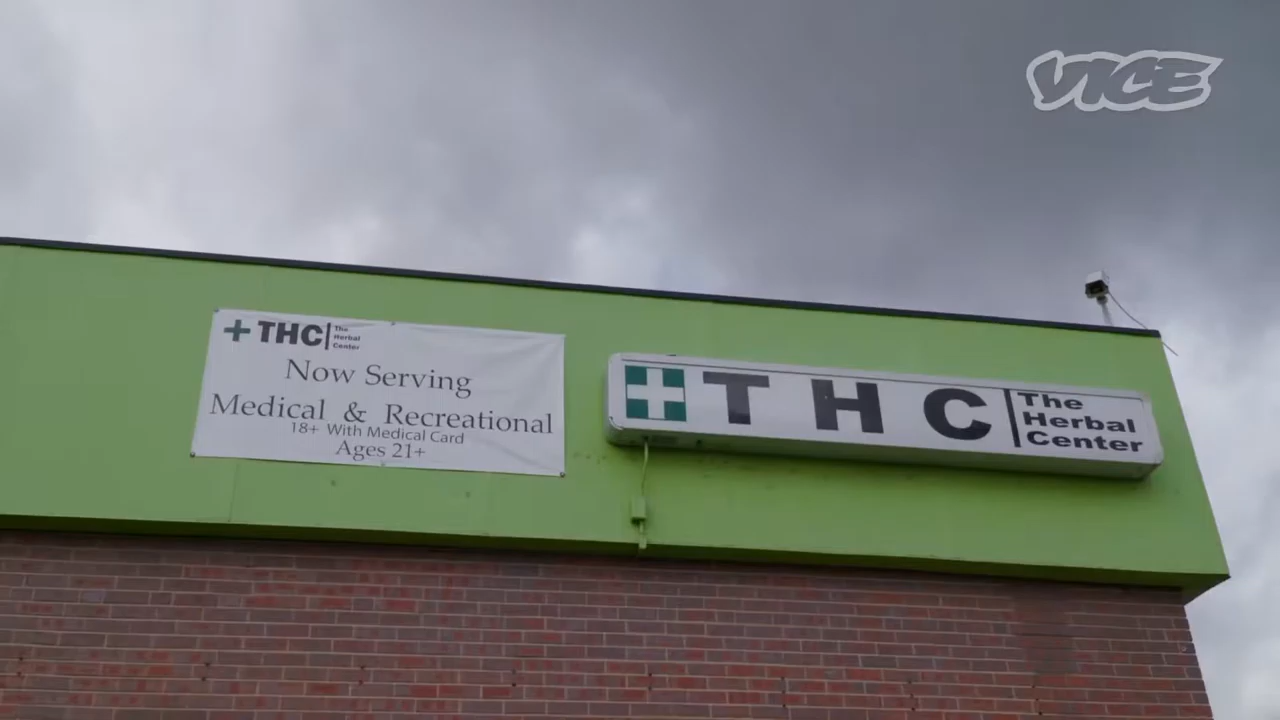 VICE
THC The Herbal Center
Now Serving
Medical & Recreational
18+ With Medical Card
Ages 21+
THC
The
Herbal
Center